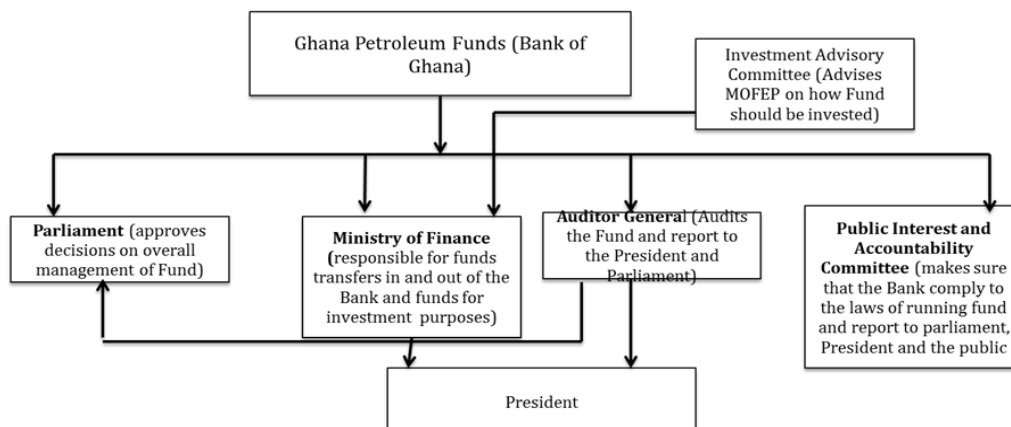 Ghana Petroleum Funds (Bank of
Ghana)
Investment Advisory
Committee (Advises
MOFEP on how Fund
should be invested)
Parliament (approves
decisions on overall
management of Fund)
Ministry of Finance
(responsible for funds
transfers in and out of the
Bank and funds for
investment purposes)
Auditor General (Audits
the Fund and report to
the President and
Parliament)
Public Interest and
Accountability
Committee (makes sure
that the Bank comply to
the laws of running fund
and report to parliament,
President and the public
President